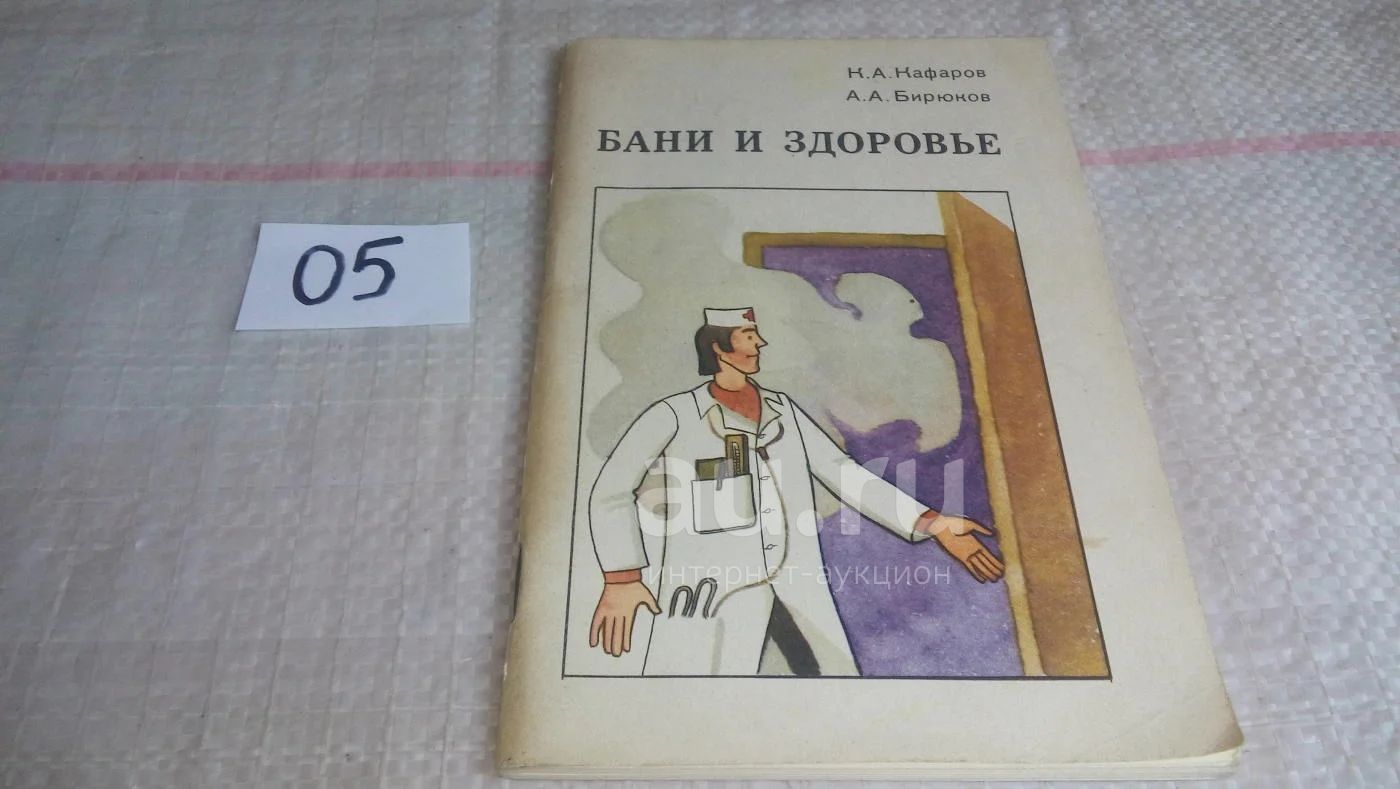 К.А.Кафаров
А.А.Бирюков
БАНИ И ЗДОРОВЬЕ
05
au.ru
интернет-аукцион